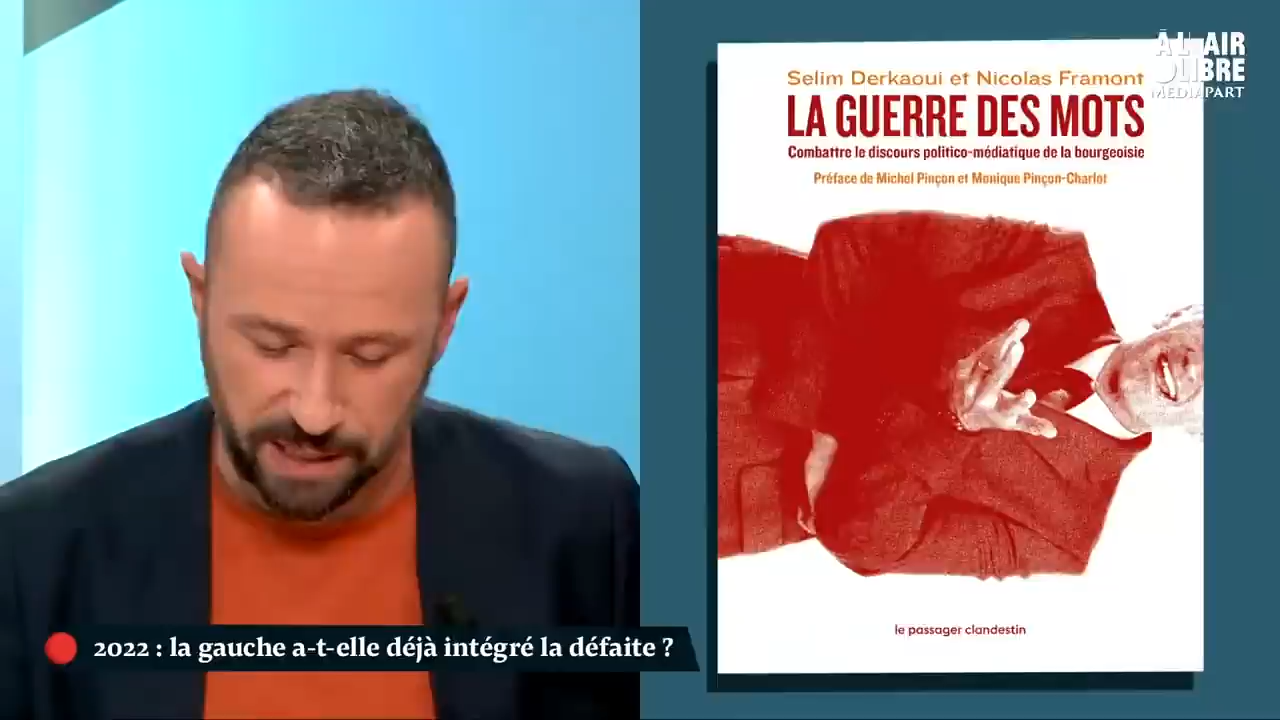 À L'AIR
LIBRE
MEDIAPART
Selim Derkaoui et Nicolas Framont
LA GUERRE DES MOTS
Combattre le discours politico-médiatique de la bourgeoisie
Préface de Michel Pinçon et Monique Pinçon-Charlot
le passager clandestin
2022 : la gauche a-t-elle déjà intégré la défaite ?